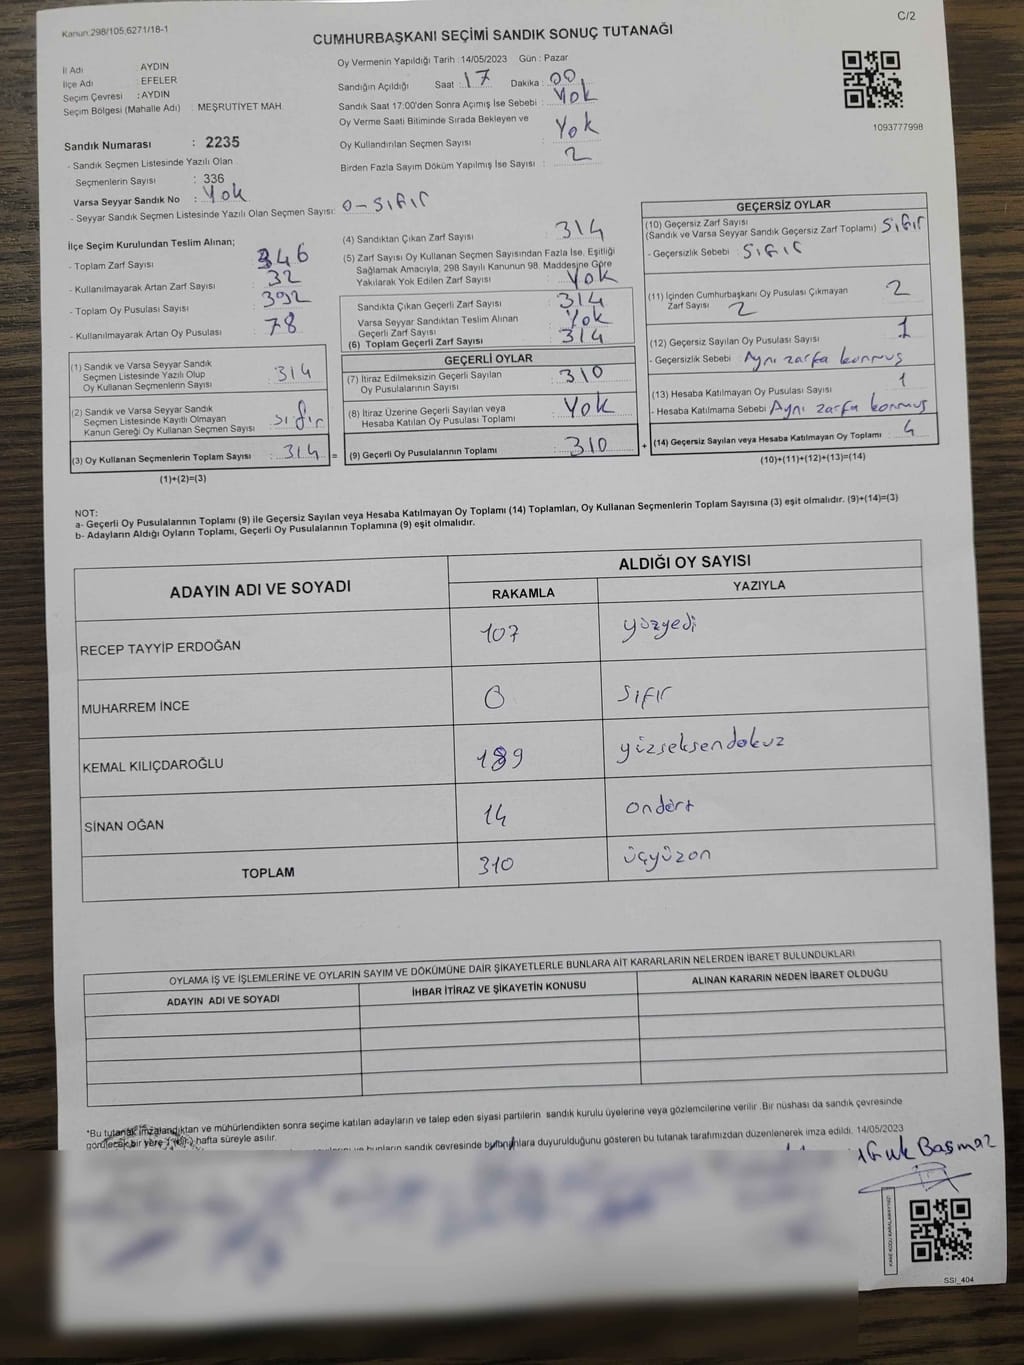 Kanun.298/105,6271/18-1
C/2
CUMHURBAŞKANI SEÇİMİ SANDIK SONUÇ TUTANAĞI
İl Adı : AYDIN
İlçe Adı : EFELER
Seçim Çevresi : AYDIN
Seçim Bölgesi (Mahalle Adı) : MEŞRUTİYET MAH.
Sandık Numarası : 2235
- Sandık Seçmen Listesinde Yazılı Olan
Seçmenlerin Sayısı : 336
Varsa Seyyar Sandık No : Yok
- Seyyar Sandık Seçmen Listesinde Yazılı Olan Seçmen Sayısı: 0-sıfır
Oy Vermenin Yapıldığı Tarih : 14/05/2023 Gün : Pazar
Sandığın Açıldığı Saat : 17 Dakika : 00
Sandık Saat 17:00'den Sonra Açılmış İse Sebebi : Yok
Oy Verme Saati Bitiminde Sırada Bekleyen ve
Oy Kullandırılan Seçmen Sayısı : Yok
Birden Fazla Sayım Döküm Yapılmış İse Sayısı : 2
1093777998
İlçe Seçim Kurulundan Teslim Alınan;
- Toplam Zarf Sayısı : 346
- Kullanılmayarak Artan Zarf Sayısı : 32
- Toplam Oy Pusulası Sayısı : 392
- Kullanılmayarak Artan Oy Pusulası : 78
(1) Sandık ve Varsa Seyyar Sandık
Seçmen Listesinde Yazılı Olup
Oy Kullanan Seçmenlerin Sayısı : 314
(2) Sandık ve Varsa Seyyar Sandık
Seçmen Listesinde Kayıtlı Olmayan
Kanun Gereği Oy Kullanan Seçmen Sayısı : sıfır
(3) Oy Kullanan Seçmenlerin Toplam Sayısı : 314 =
(1)+(2)=(3)
(4) Sandıktan Çıkan Zarf Sayısı : 314
(5) Zarf Sayısı Oy Kullanan Seçmen Sayısından Fazla İse, Eşitliği
Sağlamak Amacıyla, 298 Sayılı Kanunun 98. Maddesine Göre
Yakılarak Yok Edilen Zarf Sayısı : Yok
Sandıkta Çıkan Geçerli Zarf Sayısı : 314
Varsa Seyyar Sandıktan Teslim Alınan
Geçerli Zarf Sayısı : Yok
(6) Toplam Geçerli Zarf Sayısı : 314
GEÇERLİ OYLAR
(7) İtiraz Edilmeksizin Geçerli Sayılan
Oy Pusulalarının Sayısı : 310
(8) İtiraz Üzerine Geçerli Sayılan veya
Hesaba Katılan Oy Pusulası Toplamı : Yok
(9) Geçerli Oy Pusulalarının Toplamı : 310 +
GEÇERSİZ OYLAR
(10) Geçersiz Zarf Sayısı
(Sandık ve Varsa Seyyar Sandık Geçersiz Zarf Toplamı) sıfır
- Geçersizlik Sebebi : sıfır
(11) İçinden Cumhurbaşkanı Oy Pusulası Çıkmayan
Zarf Sayısı 2 2
(12) Geçersiz Sayılan Oy Pusulası Sayısı : 1
- Geçersizlik Sebebi : Aynı zarfa konmuş
(13) Hesaba Katılmayan Oy Pusulası Sayısı : 1
- Hesaba Katılmama Sebebi Aynı zarfa konmuş
(14) Geçersiz Sayılan veya Hesaba Katılmayan Oy Toplamı : 4
(10)+(11)+(12)+(13)=(14)
NOT:
a- Geçerli Oy Pusulalarının Toplamı (9) ile Geçersiz Sayılan veya Hesaba Katılmayan Oy Toplamı (14) Toplamları, Oy Kullanan Seçmenlerin Toplam Sayısına (3) eşit olmalıdır. (9)+(14)=(3)
b- Adayların Aldığı Oyların Toplamı, Geçerli Oy Pusulalarının Toplamına (9) eşit olmalıdır.
ADAYIN ADI VE SOYADI
ALDIĞI OY SAYISI
RAKAMLA YAZIYLA
RECEP TAYYİP ERDOĞAN 107 yüzyedi
MUHARREM İNCE 0 sıfır
KEMAL KILIÇDAROĞLU 189 yüzseksendokuz
SİNAN OĞAN 14 ondört
TOPLAM 310 üçyüzon
OYLAMA İŞ VE İŞLEMLERİNE VE OYLARIN SAYIM VE DÖKÜMÜNE DAİR ŞİKAYETLERLE BUNLARA AİT KARARLARIN NELERDEN İBARET BULUNDUKLARI
ADAYIN ADI VE SOYADI İHBAR İTİRAZ VE ŞİKAYETİN KONUSU ALINAN KARARIN NEDEN İBARET OLDUĞU
*Bu tutanak imzalandıktan ve mühürlendikten sonra seçime katılan adayların ve talep eden siyasi partilerin sandık kurulu üyelerine veya gözlemcilerine verilir. Bir nüshası da sandık çevresinde
görülecek bir yere hafta süreyle asılır.
ve bunların sandık çevresinde bulunanlara duyurulduğunu gösteren bu tutanak tarafımızdan düzenlenerek imza edildi. 14/05/2023
Başmaz
KARE KODU KARALAMAYINIZ!
SSI_404